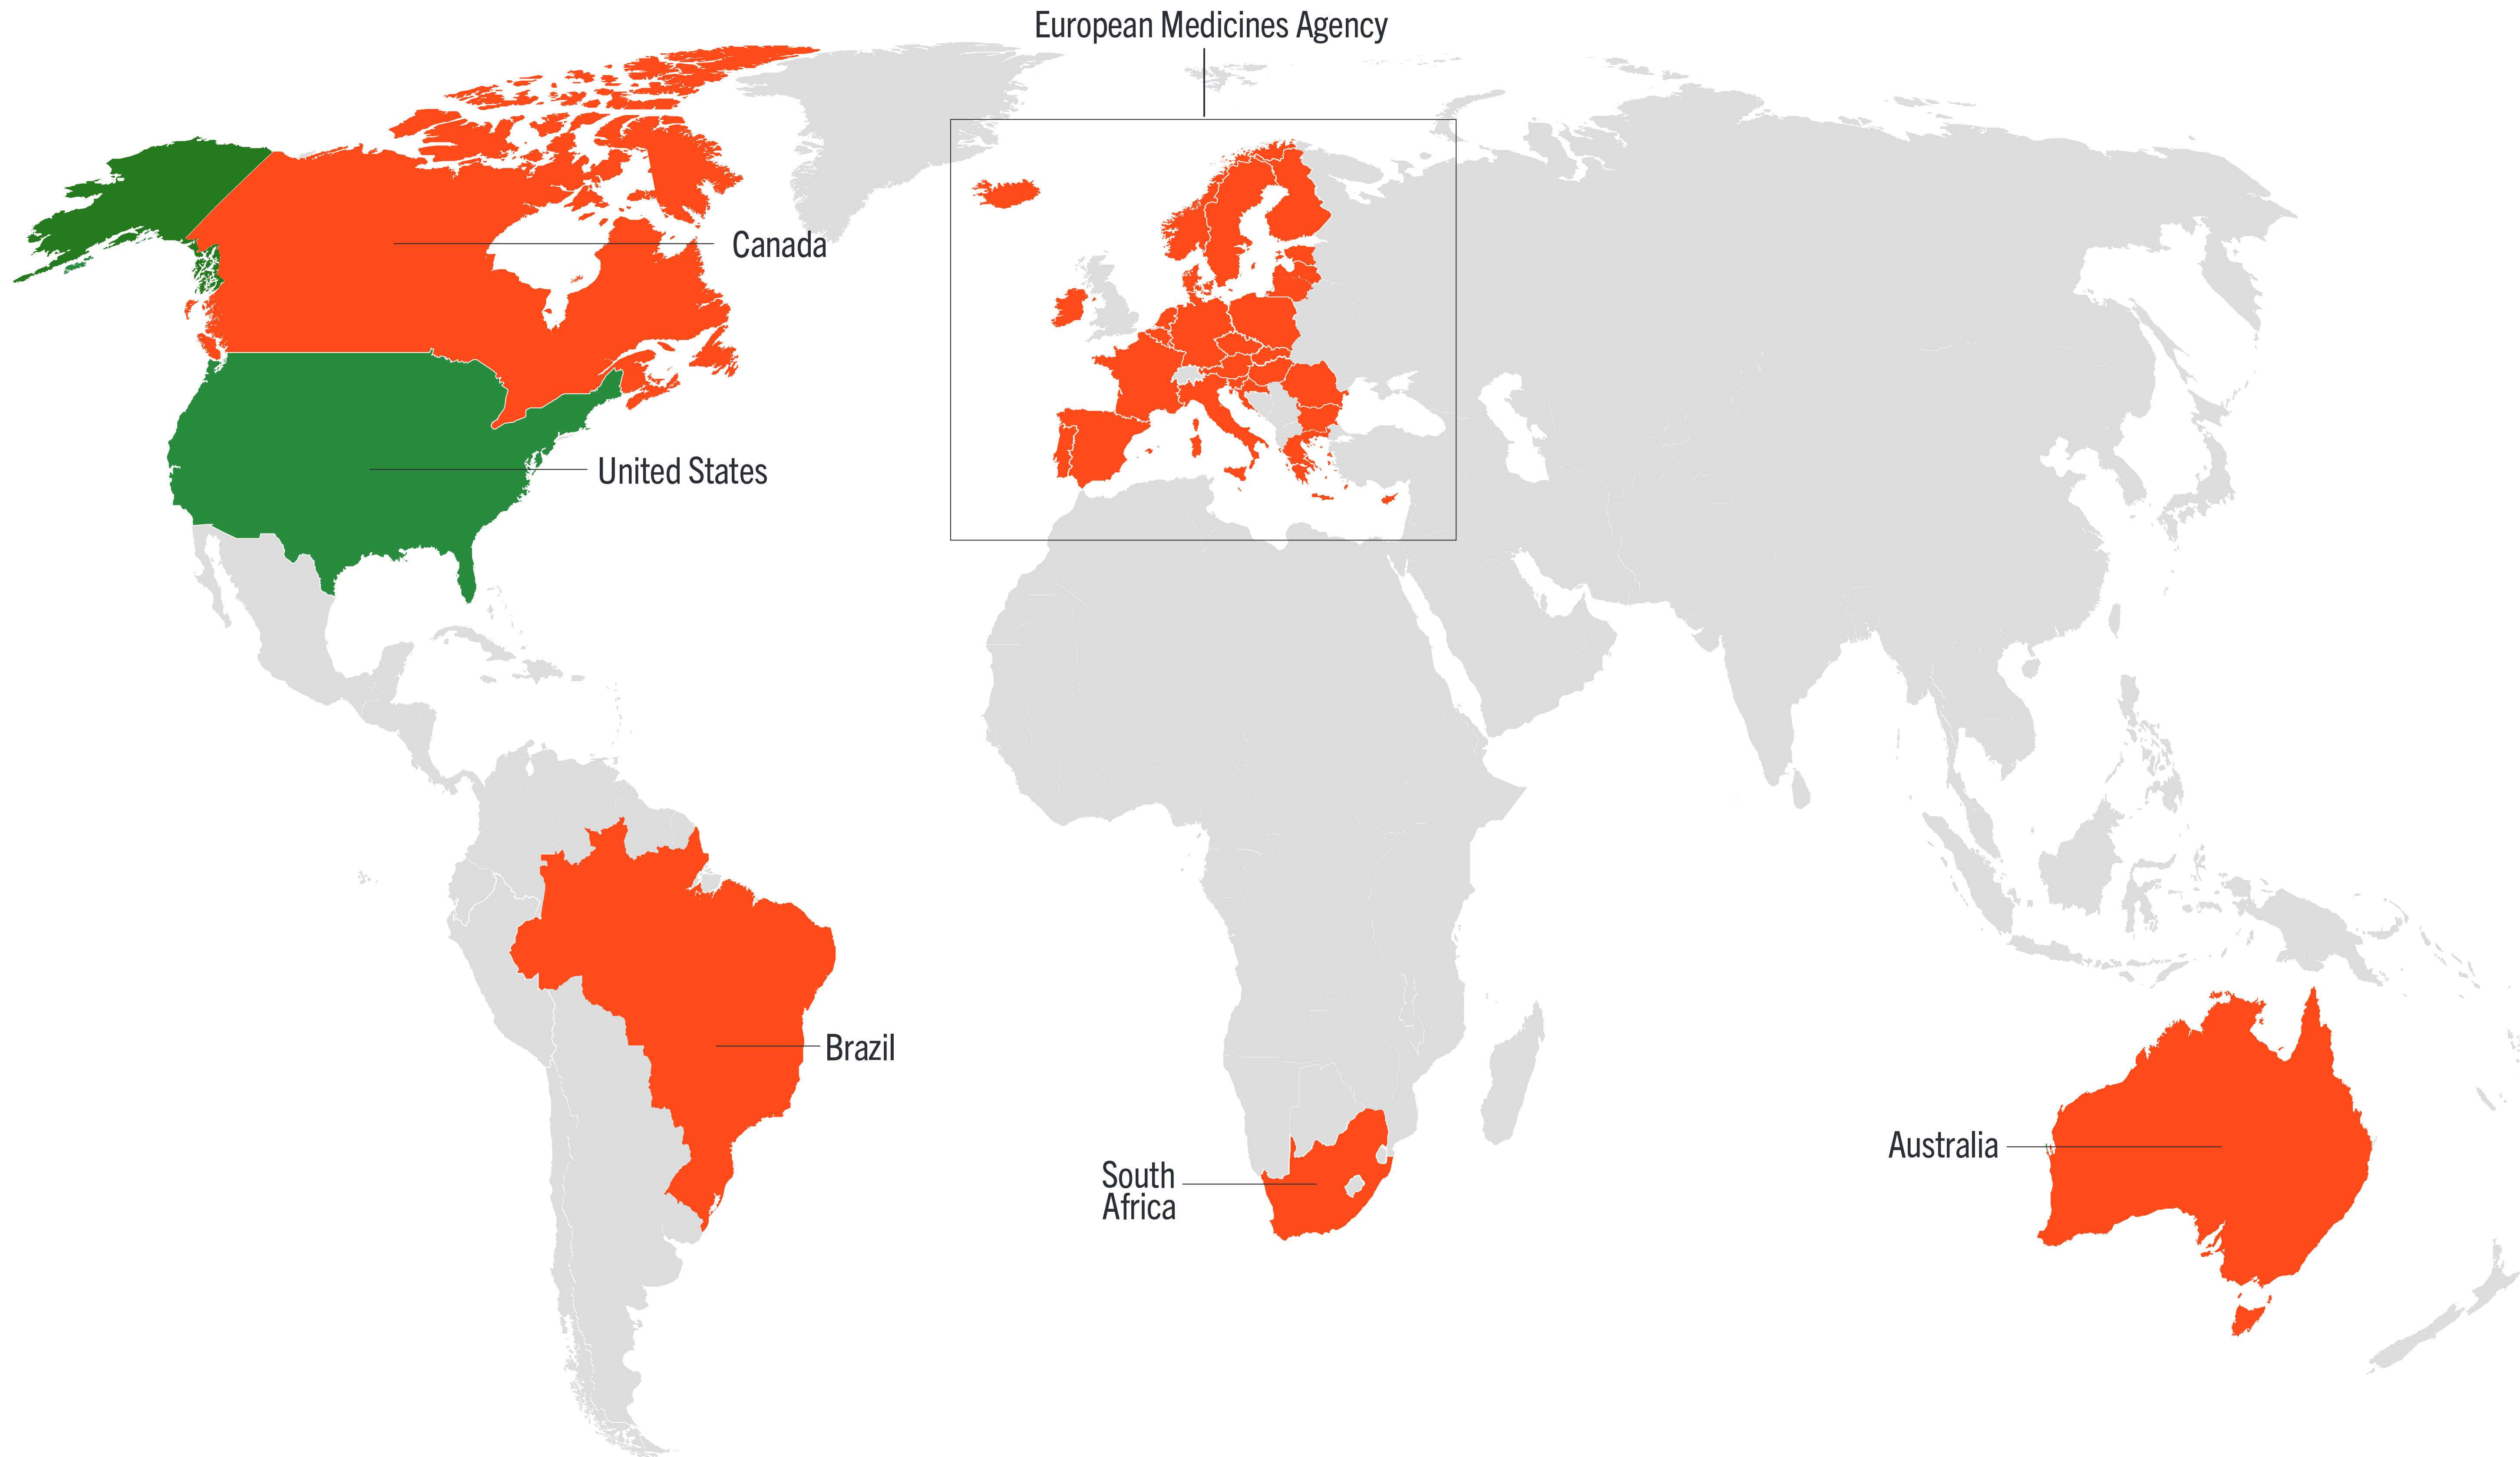 European Medicines Agency
Canada
United States
Brazil
South
Africa
Australia